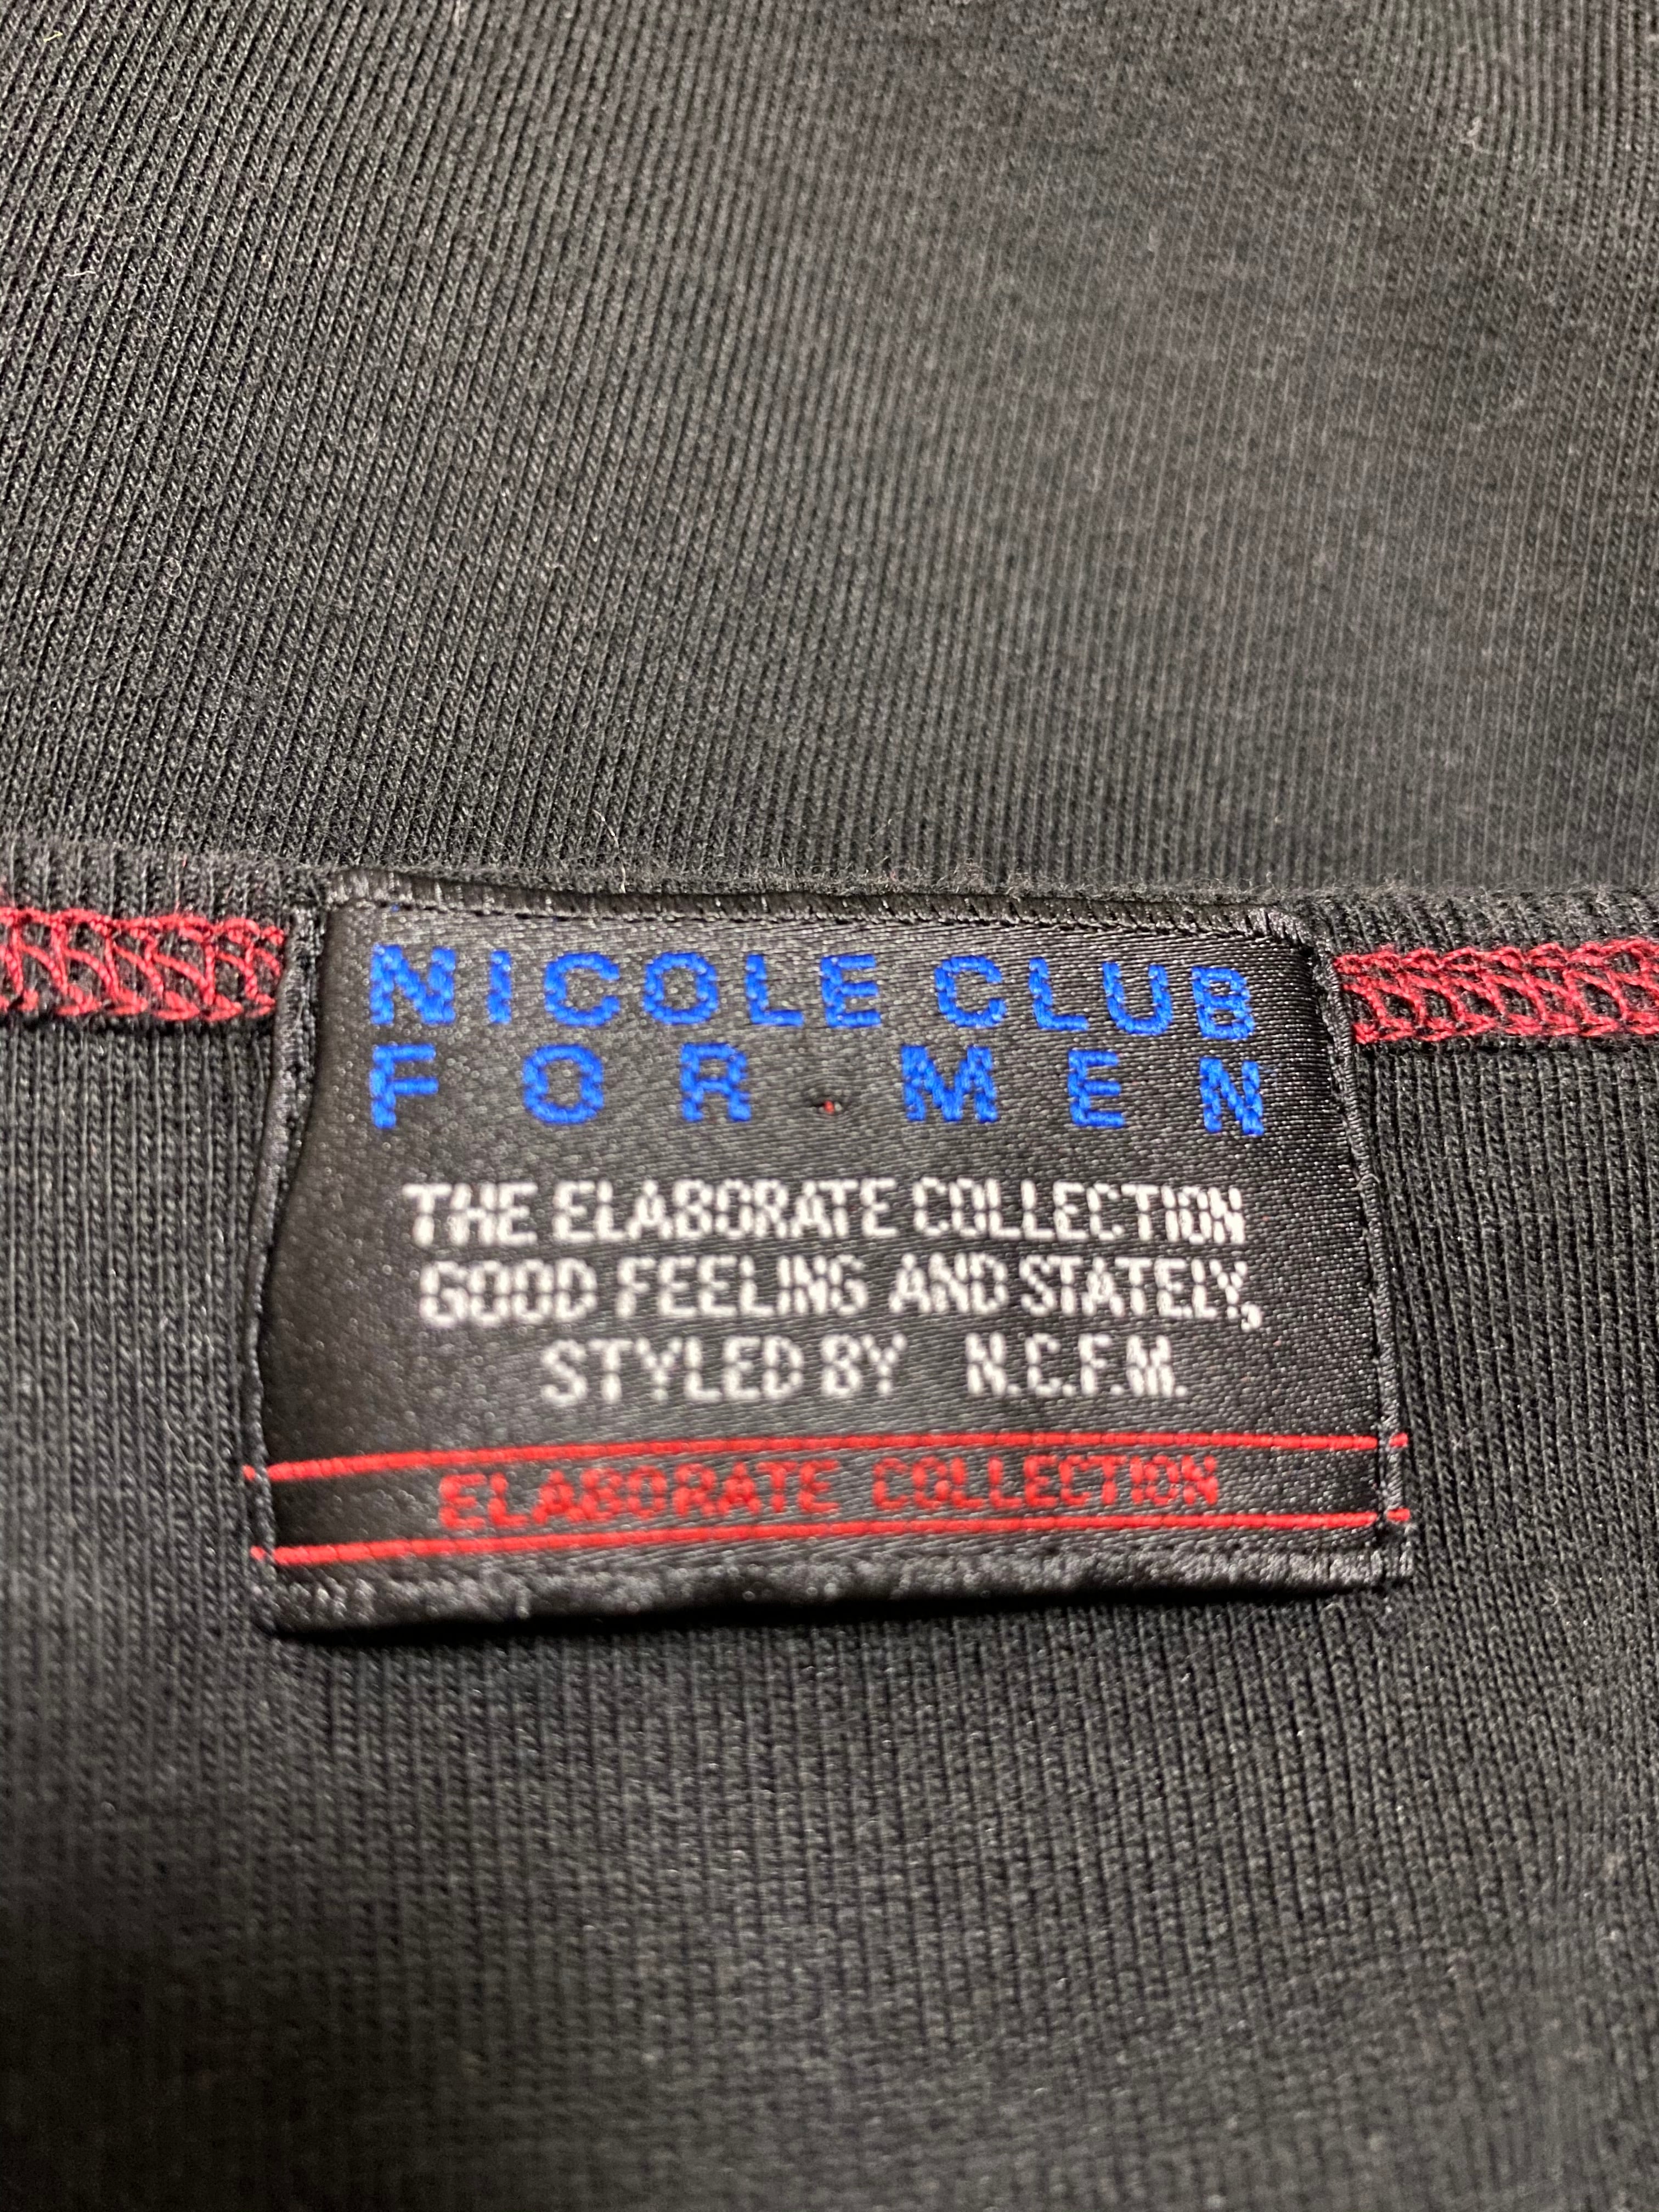 NICOLE CLUB
FOR MEN
THE ELABORATE COLLECTION
GOOD FEELING AND STATELY,
STYLED BY N.C.F.M.
ELABORATE COLLECTION